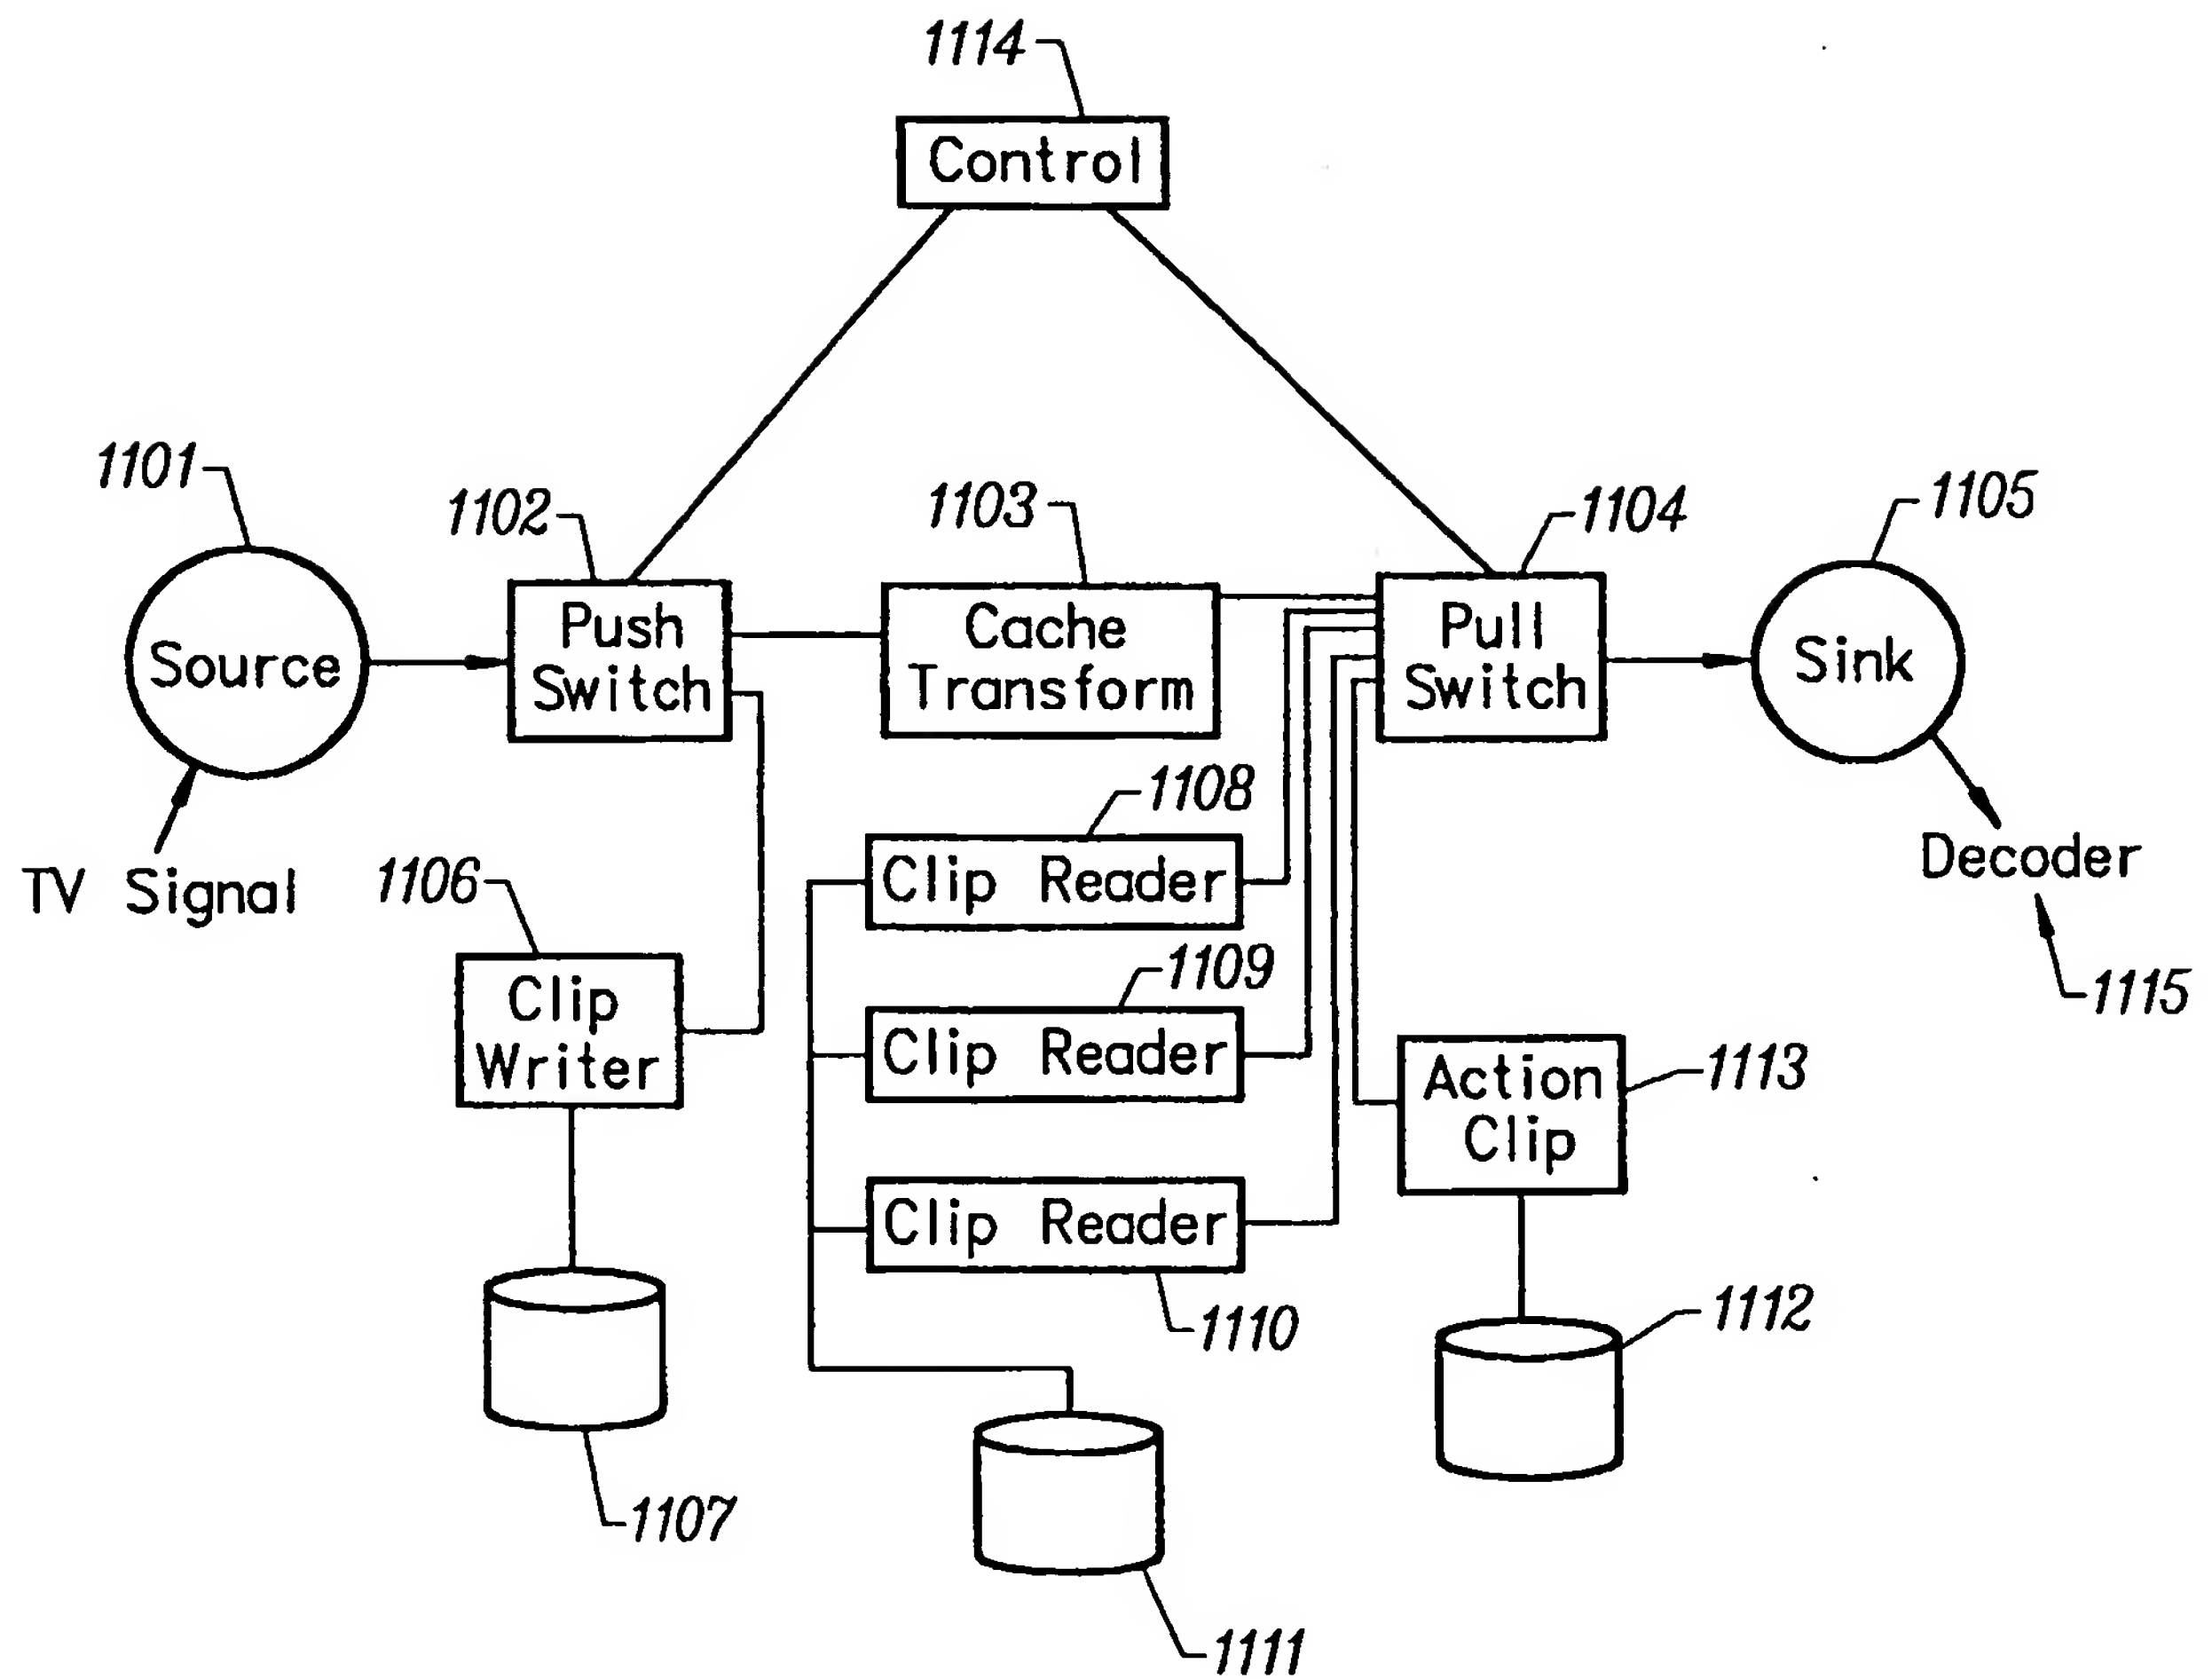 1114
Control
1101
1102
1103
1104
1105
Source
Push
Switch
Cache
Transform
Pull
Switch
Sink
TV Signal
1106
1108
Clip Reader
Decoder
1115
Clip
Writer
1109
Clip Reader
Action
Clip
1113
Clip Reader
1110
1112
1107
1111